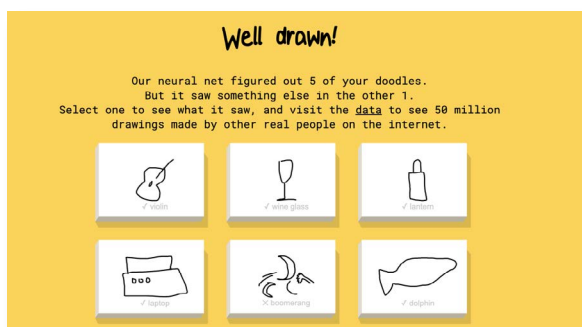 Well drawn!
Our neural net figured out 5 of your doodles.
But it saw something else in the other 1.
Select one to see what it saw, and visit the data to see 50 million
drawings made by other real people on the internet.
✓ violin
✓ wine glass
✓ lantern
✓ laptop
✕ boomerang
✓ dolphin